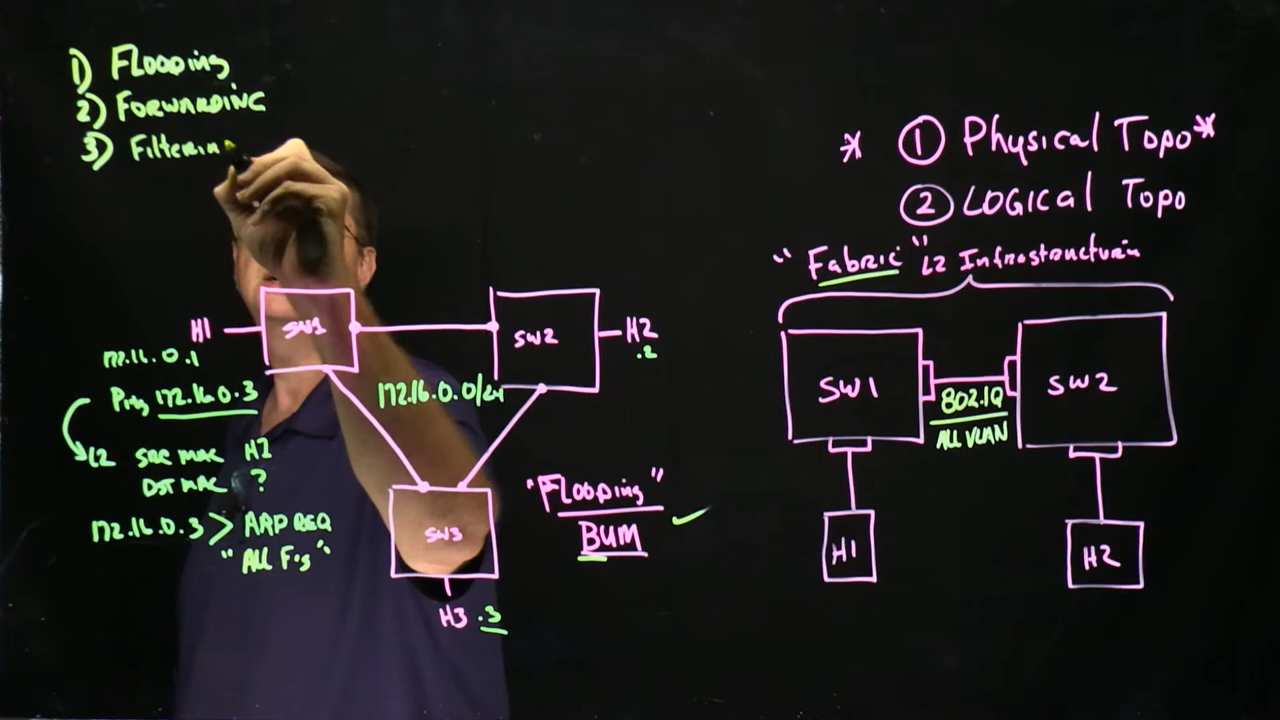 1) Flooding
2) Forwarding
3) Filterin
* ① Physical Topo *
② Logical Topo
"Fabric" L2 Infrastructure
H1
SW1
SW2
H2
.2
172.16.0.1
172.16.0.0/24
Ping 172.16.0.3
L2 SRC MAC H1
DST MAC ?
172.16.0.3 > ARP REQ
"ALL F's"
SW3
H3 .3
"Flooding"
BUM ✓
SW1
802.1Q
ALL VLAN
SW2
H1
H2